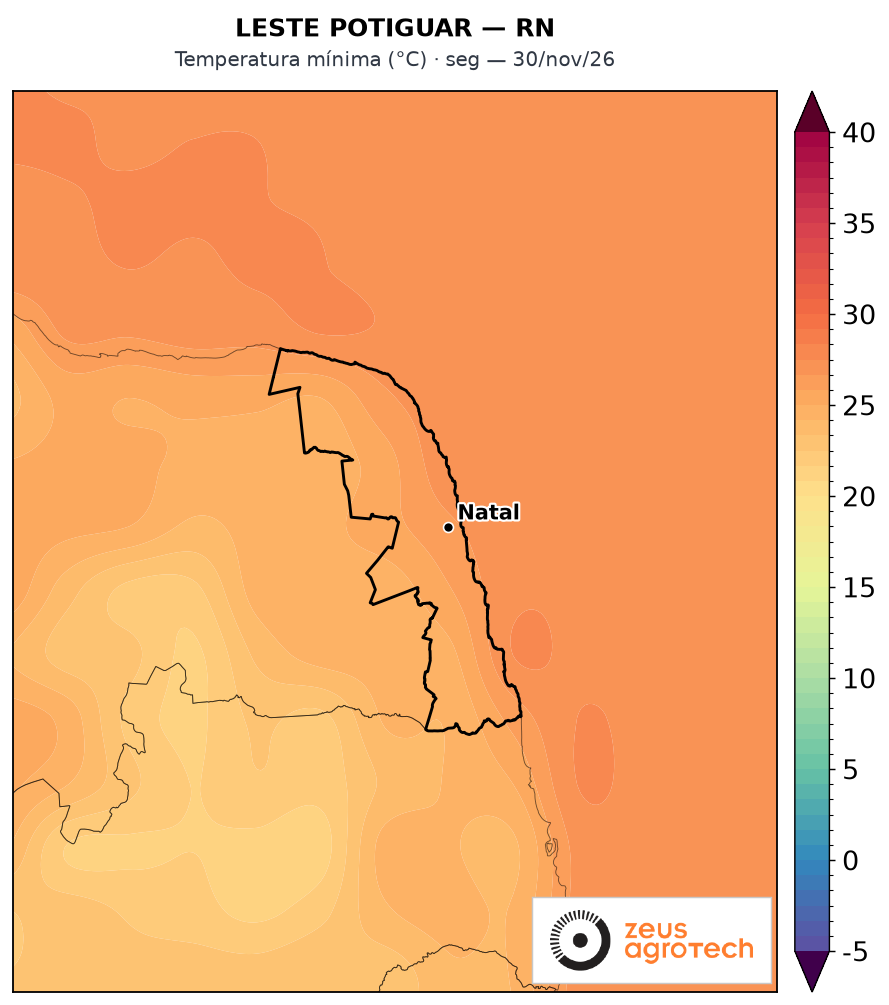 LESTE POTIGUAR — RN
Temperatura mínima (°C) · seg — 30/nov/26
40
35
30
25
20
15
10
5
0
-5
Natal
zeus
agrotech